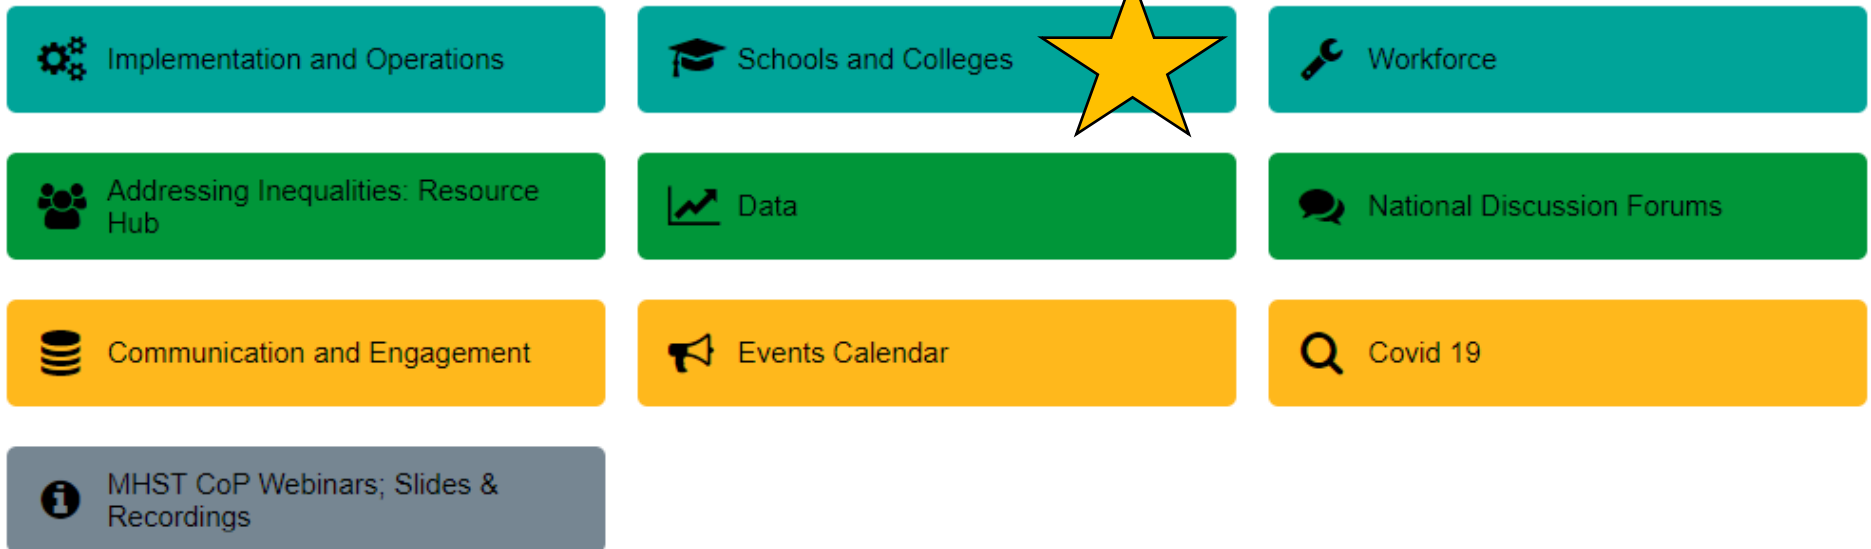 Implementation and Operations
Schools and Colleges
Workforce
Addressing Inequalities: Resource
Hub
Data
National Discussion Forums
Communication and Engagement
Events Calendar
Covid 19
MHST CoP Webinars; Slides &
Recordings